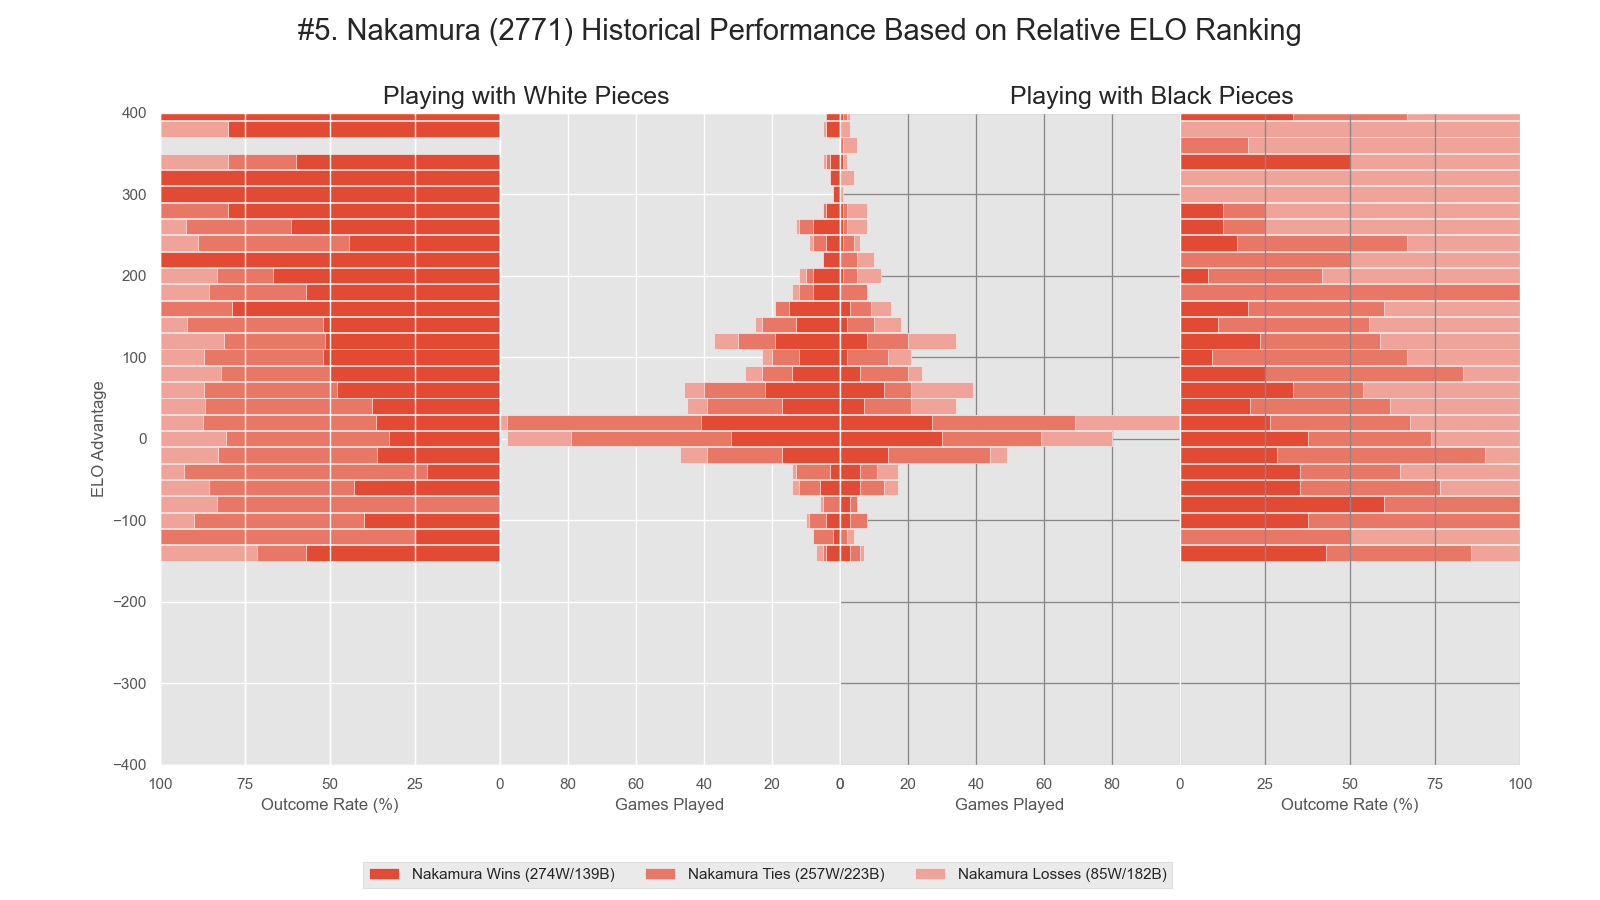 #5. Nakamura (2771) Historical Performance Based on Relative ELO Ranking
Playing with White Pieces
Playing with Black Pieces
400
300
200
100
0
−100
−200
−300
−400
ELO Advantage
100 75 50 25 0 80 60 40 20 0 0 20 40 60 80 0 25 50 75 100
Outcome Rate (%)
Games Played
Games Played
Outcome Rate (%)
Nakamura Wins (274W/139B)
Nakamura Ties (257W/223B)
Nakamura Losses (85W/182B)